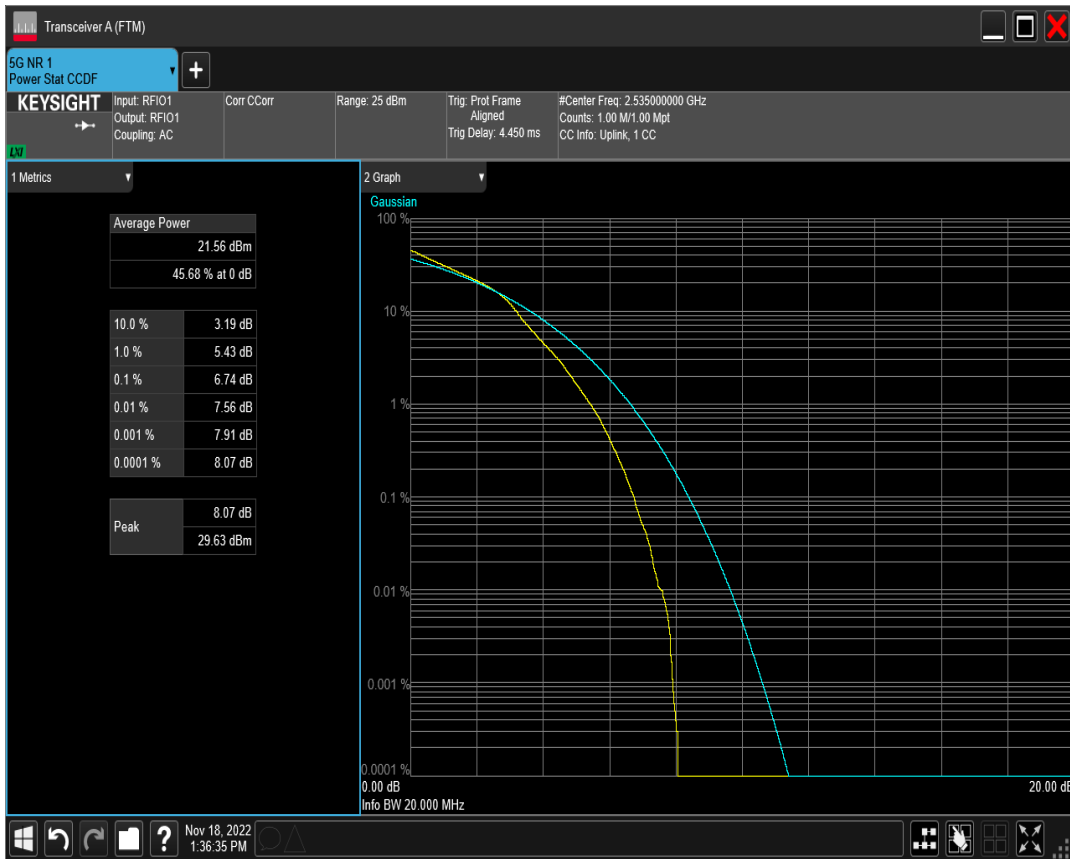 Transceiver A (FTM)
5G NR 1
Power Stat CCDF
KEYSIGHT
LXI
Input: RFIO1
Output: RFIO1
Coupling: AC
Corr CCorr
Range: 25 dBm
Trig: Prot Frame
Aligned
Trig Delay: 4.450 ms
#Center Freq: 2.535000000 GHz
Counts: 1.00 M/1.00 Mpt
CC Info: Uplink, 1 CC
1 Metrics
Average Power
21.56 dBm
45.68 % at 0 dB
10.0 % 3.19 dB
1.0 % 5.43 dB
0.1 % 6.74 dB
0.01 % 7.56 dB
0.001 % 7.91 dB
0.0001 % 8.07 dB
Peak
8.07 dB
29.63 dBm
2 Graph
Gaussian
100 %
10 %
1 %
0.1 %
0.01 %
0.001 %
0.0001 %
0.00 dB 20.00 dB
Info BW 20.000 MHz
?
Nov 18, 2022
1:36:35 PM